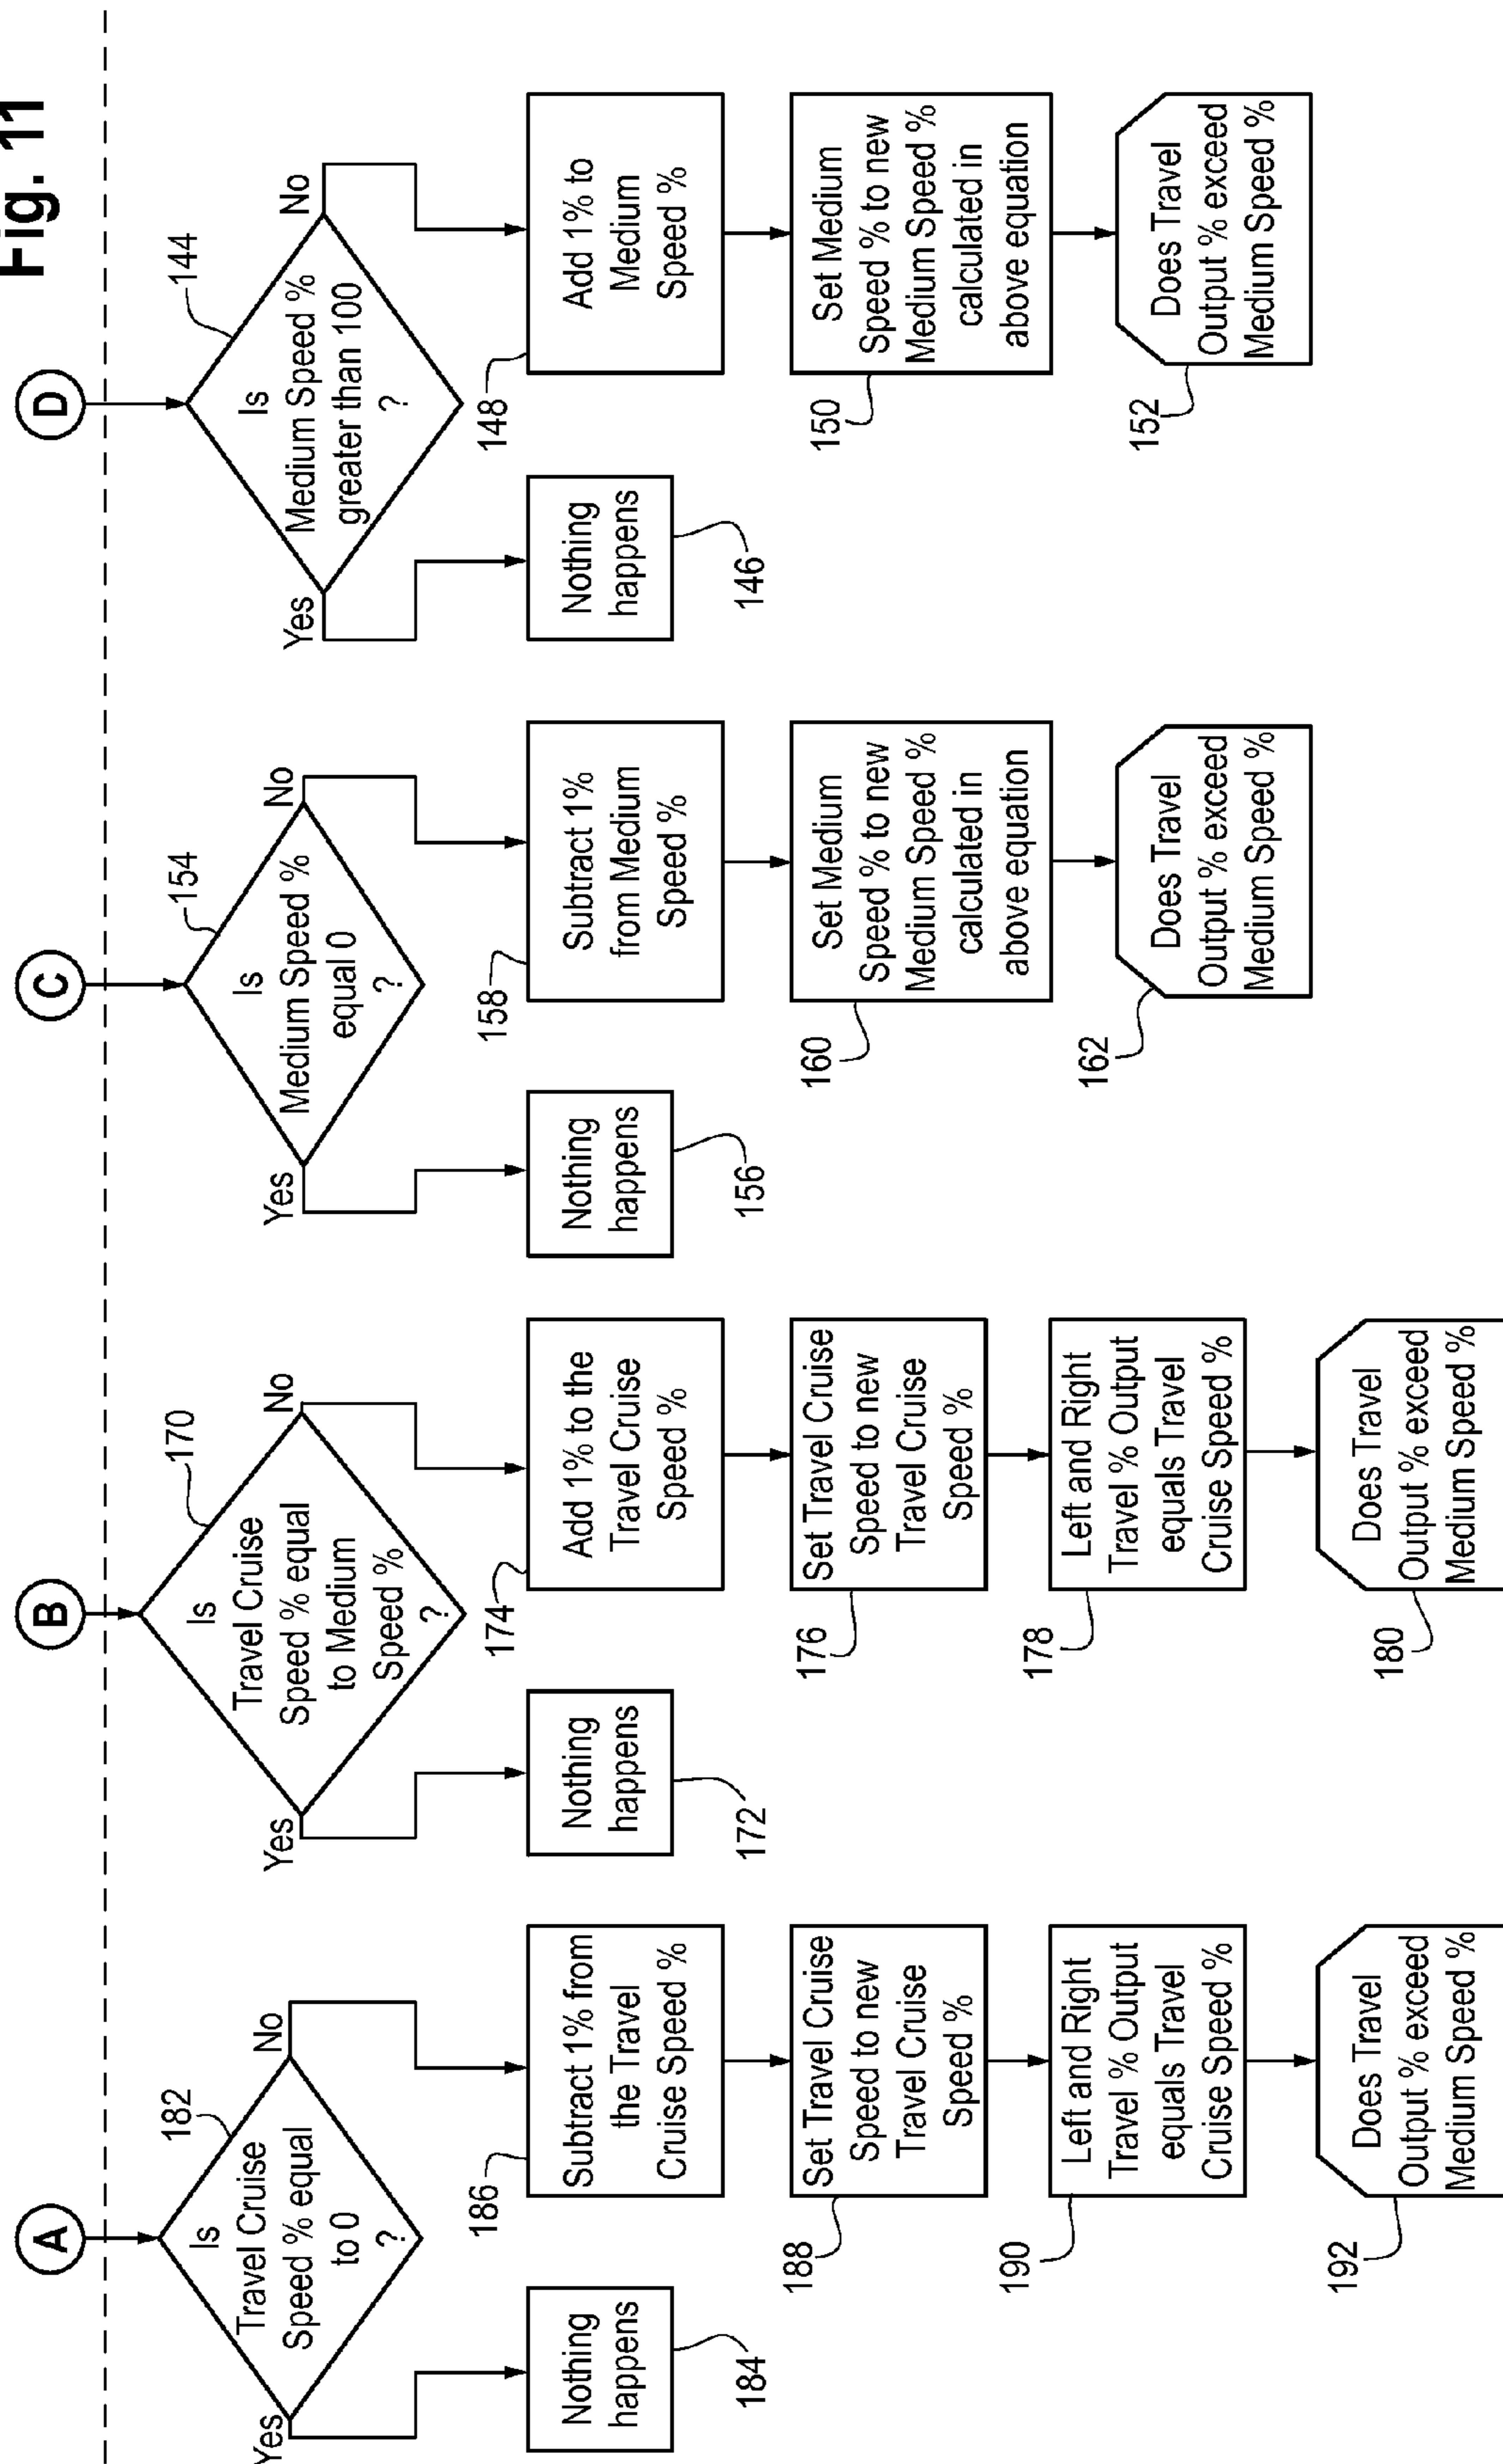 Fig. 11
A
Is
Travel Cruise
Speed % equal
to 0
?
182
Yes
No
Nothing
happens
184
186
Subtract 1% from
the Travel
Cruise Speed %
188
Set Travel Cruise
Speed to new
Travel Cruise
Speed %
190
Left and Right
Travel % Output
equals Travel
Cruise Speed %
192
Does Travel
Output % exceed
Medium Speed %
B
Is
Travel Cruise
Speed % equal
to Medium
Speed %
?
170
Yes
No
Nothing
happens
172
174
Add 1% to the
Travel Cruise
Speed %
176
Set Travel Cruise
Speed to new
Travel Cruise
Speed %
178
Left and Right
Travel % Output
equals Travel
Cruise Speed %
180
Does Travel
Output % exceed
Medium Speed %
C
Is
Medium Speed %
equal 0
?
154
Yes
No
Nothing
happens
156
158
Subtract 1%
from Medium
Speed %
160
Set Medium
Speed % to new
Medium Speed %
calculated in
above equation
162
Does Travel
Output % exceed
Medium Speed %
D
Is
Medium Speed %
greater than 100
?
144
Yes
No
Nothing
happens
146
148
Add 1% to
Medium
Speed %
150
Set Medium
Speed % to new
Medium Speed %
calculated in
above equation
152
Does Travel
Output % exceed
Medium Speed %